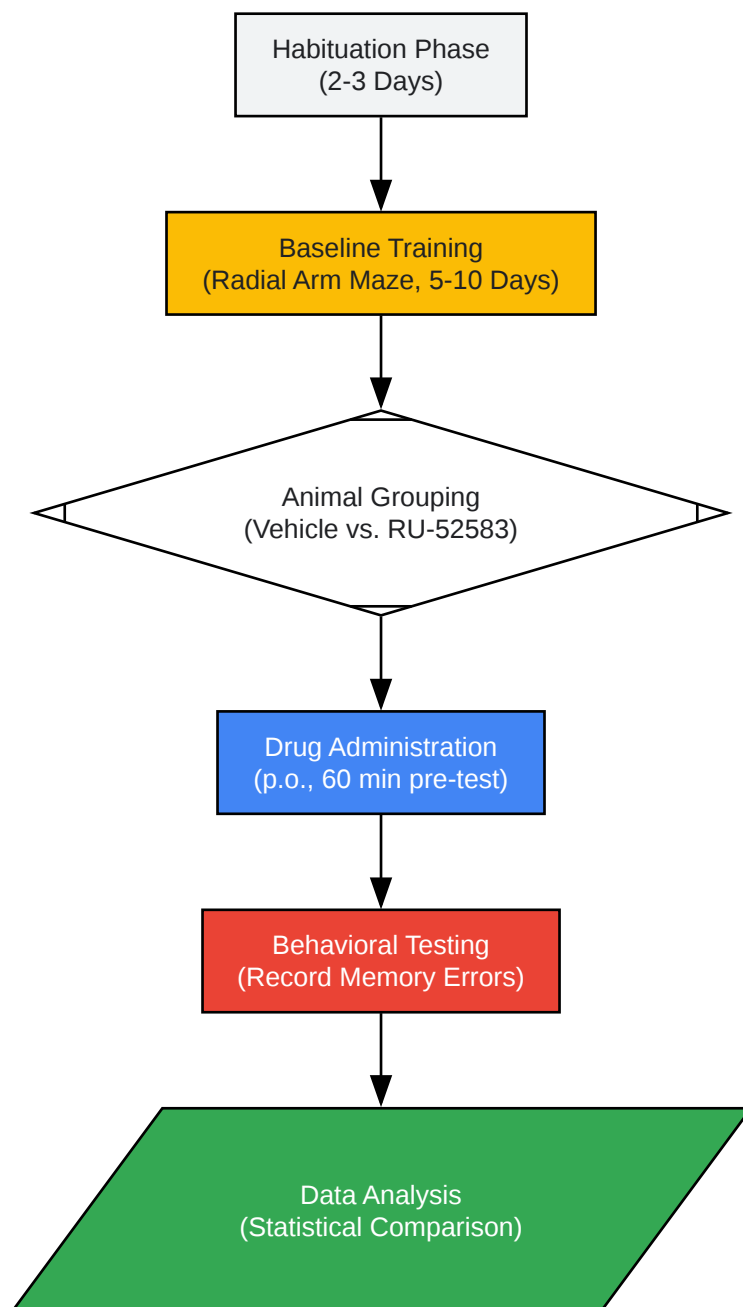 Habituation Phase
(2-3 Days)
Baseline Training
(Radial Arm Maze, 5-10 Days)
Animal Grouping
(Vehicle vs. RU-52583)
Drug Administration
(p.o., 60 min pre-test)
Behavioral Testing
(Record Memory Errors)
Data Analysis
(Statistical Comparison)